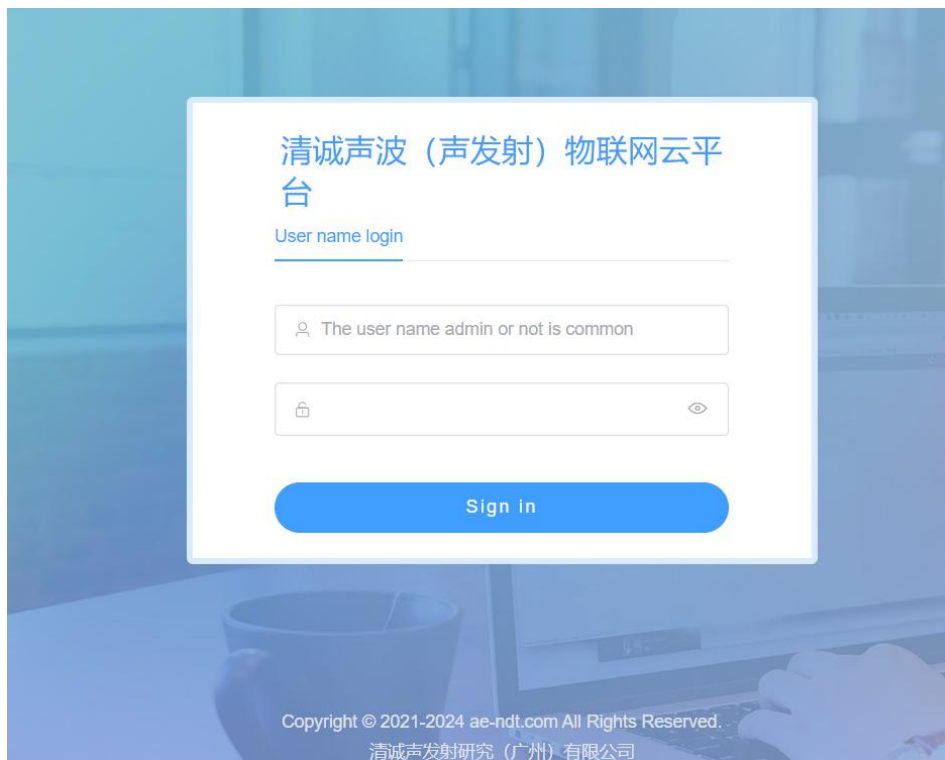 清诚声波（声发射）物联网云平
台
User name login
The user name admin or not is common
Sign in
Copyright © 2021-2024 ae-ndt.com All Rights Reserved.
清诚声发射研究（广州）有限公司